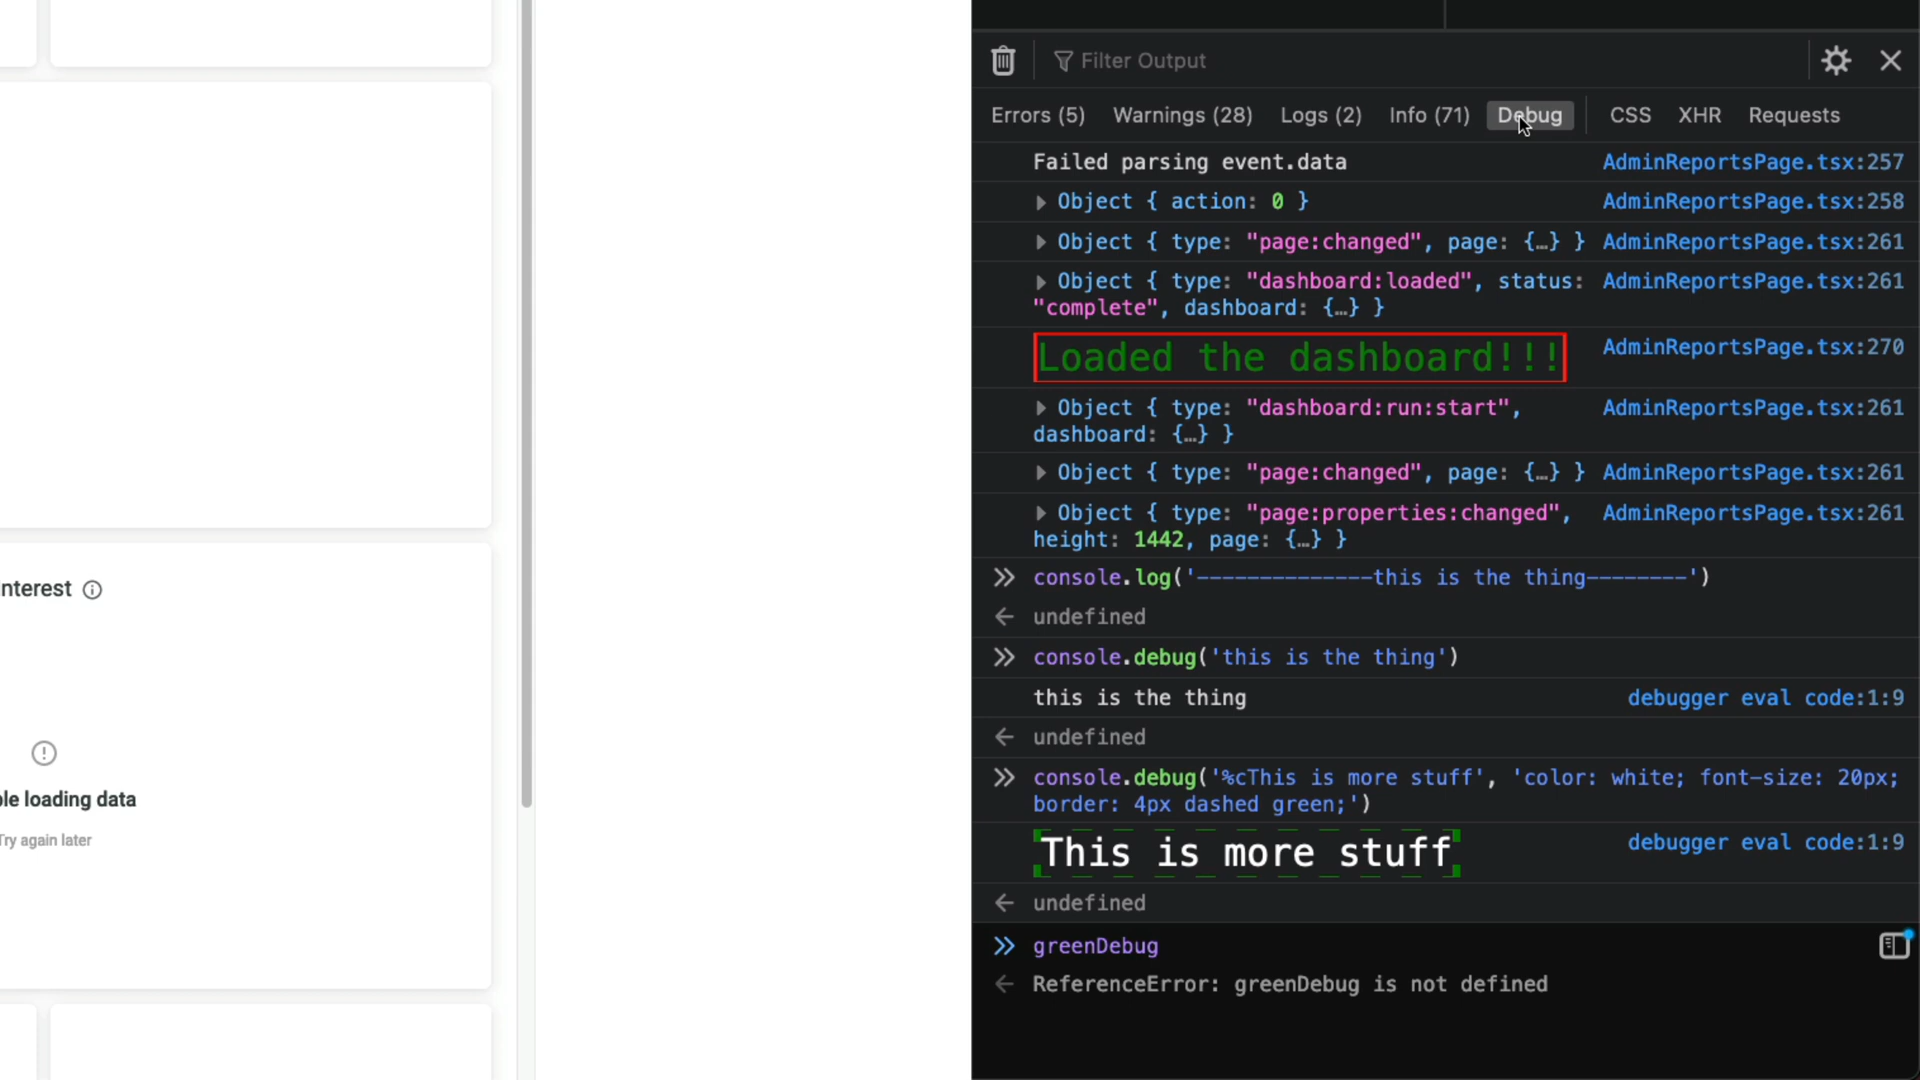 Filter Output
Errors (5) Warnings (28) Logs (2) Info (71) Debug CSS XHR Requests
Failed parsing event.data AdminReportsPage.tsx:257
Object { action: 0 } AdminReportsPage.tsx:258
Object { type: "page:changed", page: {…} } AdminReportsPage.tsx:261
Object { type: "dashboard:loaded", status: AdminReportsPage.tsx:261
"complete", dashboard: {…} }
Loaded the dashboard!!! AdminReportsPage.tsx:270
Object { type: "dashboard:run:start", AdminReportsPage.tsx:261
dashboard: {…} }
Object { type: "page:changed", page: {…} } AdminReportsPage.tsx:261
Object { type: "page:properties:changed", AdminReportsPage.tsx:261
height: 1442, page: {…} }
console.log('--------------this is the thing--------')
undefined
console.debug('this is the thing')
this is the thing debugger eval code:1:9
undefined
console.debug('%cThis is more stuff', 'color: white; font-size: 20px;
border: 4px dashed green;')
This is more stuff debugger eval code:1:9
undefined
greenDebug
ReferenceError: greenDebug is not defined
nterest
le loading data
Try again later